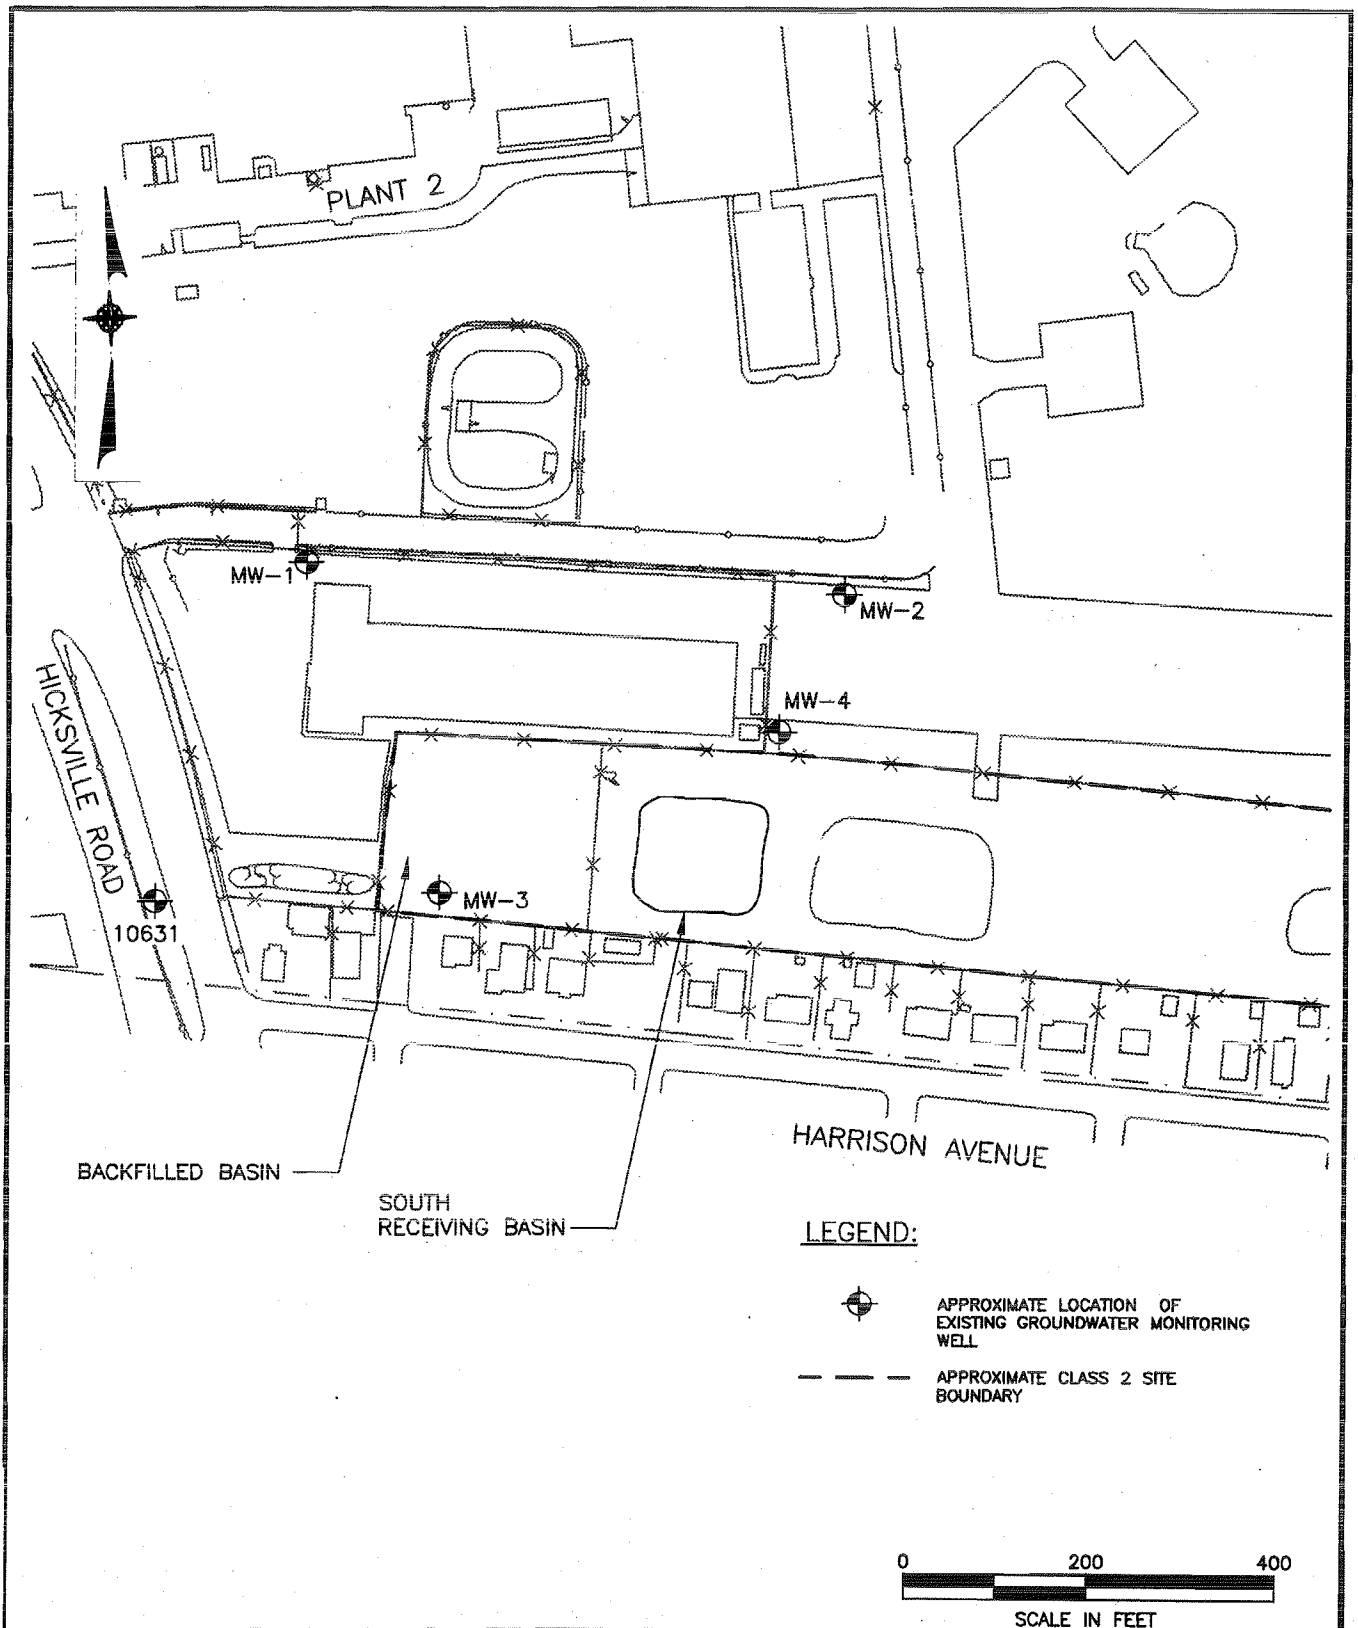 PLANT 2
MW-1
MW-2
MW-4
HICKSVILLE ROAD
MW-3
10631
HARRISON AVENUE
BACKFILLED BASIN
SOUTH
RECEIVING BASIN
LEGEND:
APPROXIMATE LOCATION OF
EXISTING GROUNDWATER MONITORING
WELL
APPROXIMATE CLASS 2 SITE
BOUNDARY
0 200 400
SCALE IN FEET